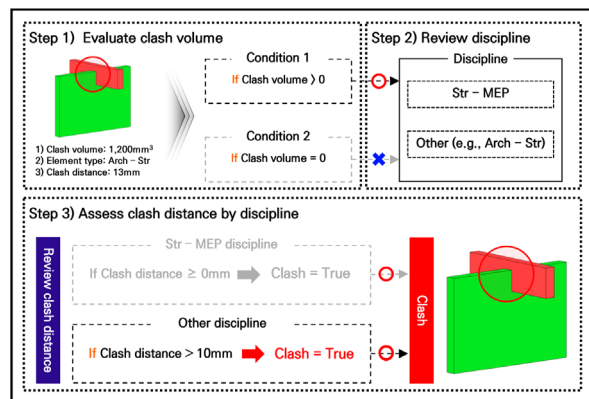 Step 1) Evaluate clash volume
1) Clash volume: 1,200mm³
2) Element type: Arch – Str
3) Clash distance: 13mm
Condition 1
If Clash volume > 0
Condition 2
If Clash volume = 0
Step 2) Review discipline
Discipline
Str – MEP
Other (e.g., Arch – Str)
Step 3) Assess clash distance by discipline
Review clash distance
Str – MEP discipline
If Clash distance ≥ 0mm Clash = True
Other discipline
If Clash distance > 10mm Clash = True
Clash